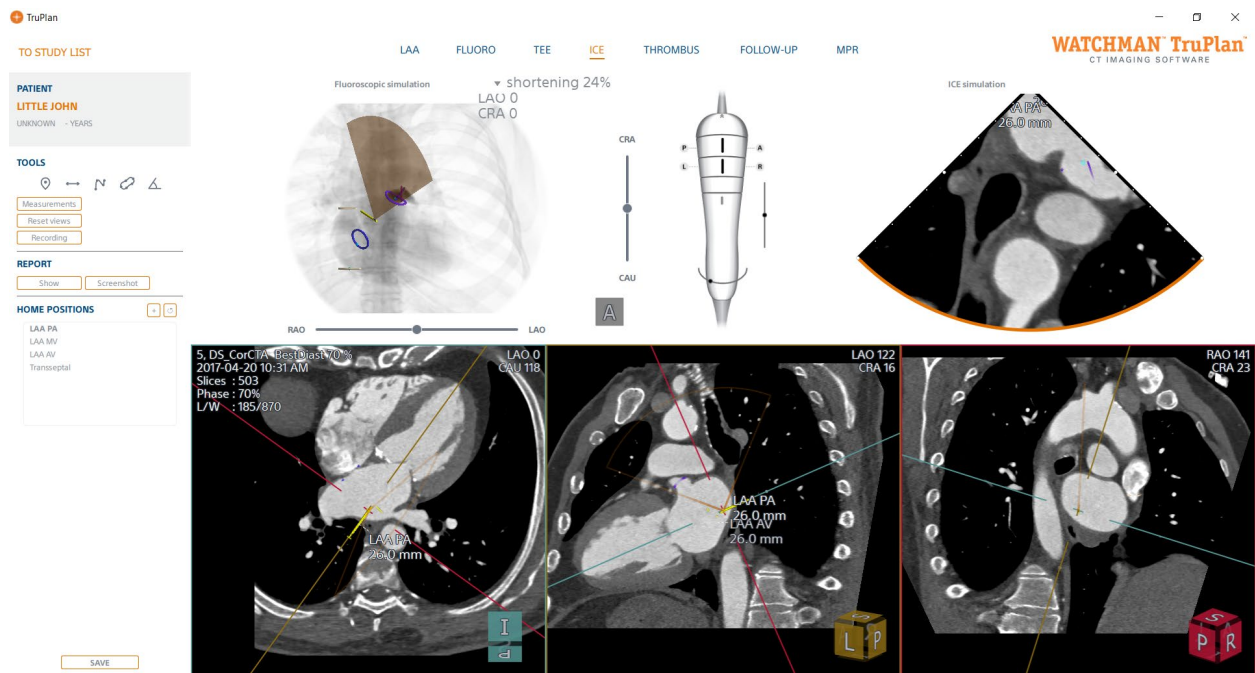 TruPlan
TO STUDY LIST
LAA
FLUORO
TEE
ICE
THROMBUS
FOLLOW-UP
MPR
WATCHMAN™ TruPlan™
CT IMAGING SOFTWARE
PATIENT
LITTLE JOHN
UNKNOWN - YEARS
TOOLS
Measurements
Reset views
Recording
REPORT
Show
Screenshot
HOME POSITIONS
+
LAA PA
LAA MV
LAA AV
Transseptal
SAVE
Fluoroscopic simulation
shortening 24%
LAO 0
CRA 0
CRA
CAU
RAO
LAO
A
P
A
L
R
ICE simulation
A PA
26.0 mm
5, DS_CorCTA BestDiast 70 %
2017-04-20 10:31 AM
Slices : 503
Phase : 70%
L/W : 185/870
LAO 0
CAU 118
LAA PA
26.0 mm
I
P
LAO 122
CRA 16
LAA PA
26.0 mm
LAA AV
26.0 mm
S
L
P
RAO 141
CRA 23
S
P
R